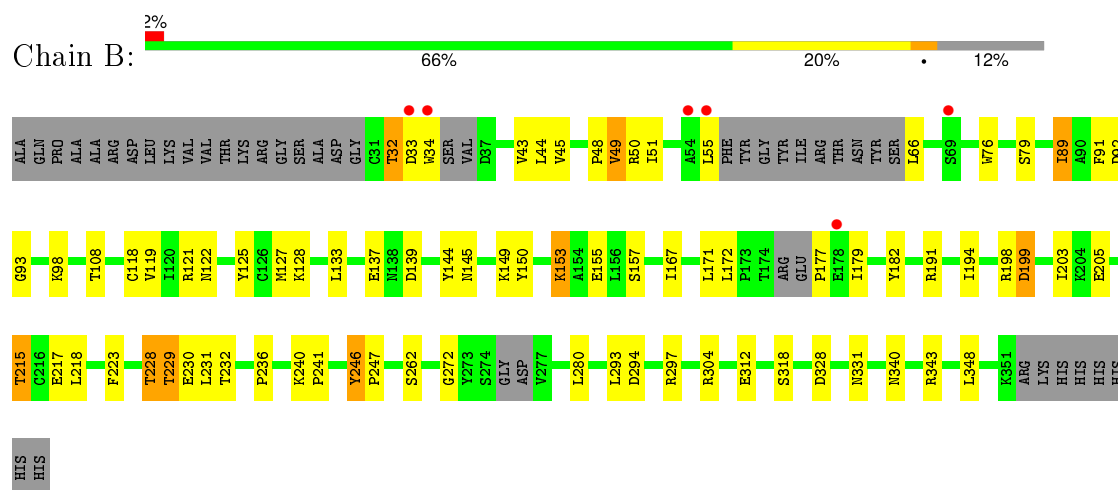 2%
Chain B:
66% 20% • 12%
ALA GLN PRO ALA ALA ARG ASP LEU LYS VAL VAL THR LYS ARG GLY SER ALA ASP GLY C31 T32 D33 W34 SER VAL D37 V43 L44 V45 P48 V49 R50 I51 A54 L55 PHE TYR GLY TYR ILE ARG THR ASN TYR SER L66 S69 W76 S79 I89 A90 F91 D92
G93 K98 T108 C118 V119 I120 R121 N122 Y125 C126 M127 K128 L133 E137 N138 D139 Y144 N145 K149 Y150 K153 A154 E155 L156 S157 I167 L171 L172 P173 T174 ARG GLU P177 E178 I179 Y182 R191 I194 R198 D199 I203 K204 E205
T215 C216 E217 L218 F223 T228 T229 E230 L231 T232 P236 K240 P241 Y246 P247 S262 G272 Y273 S274 GLY ASP V277 L280 L293 D294 R297 R304 E312 S318 D328 N331 N340 R343 L348 K351 ARG LYS HIS HIS HIS HIS
HIS HIS